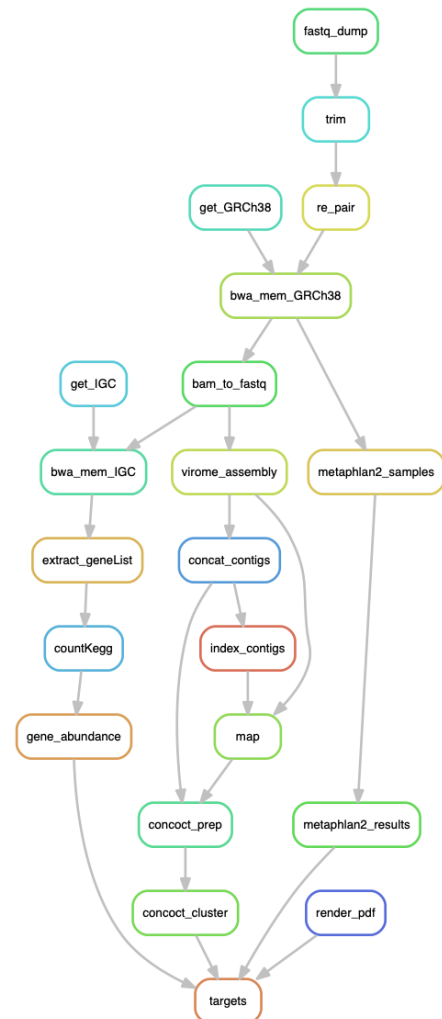 fastq_dump
trim
get_GRCh38
re_pair
bwa_mem_GRCh38
get_IGC
bam_to_fastq
bwa_mem_IGC
virome_assembly
metaphlan2_samples
extract_geneList
concat_contigs
countKegg
index_contigs
gene_abundance
map
concoct_prep
metaphlan2_results
concoct_cluster
render_pdf
targets